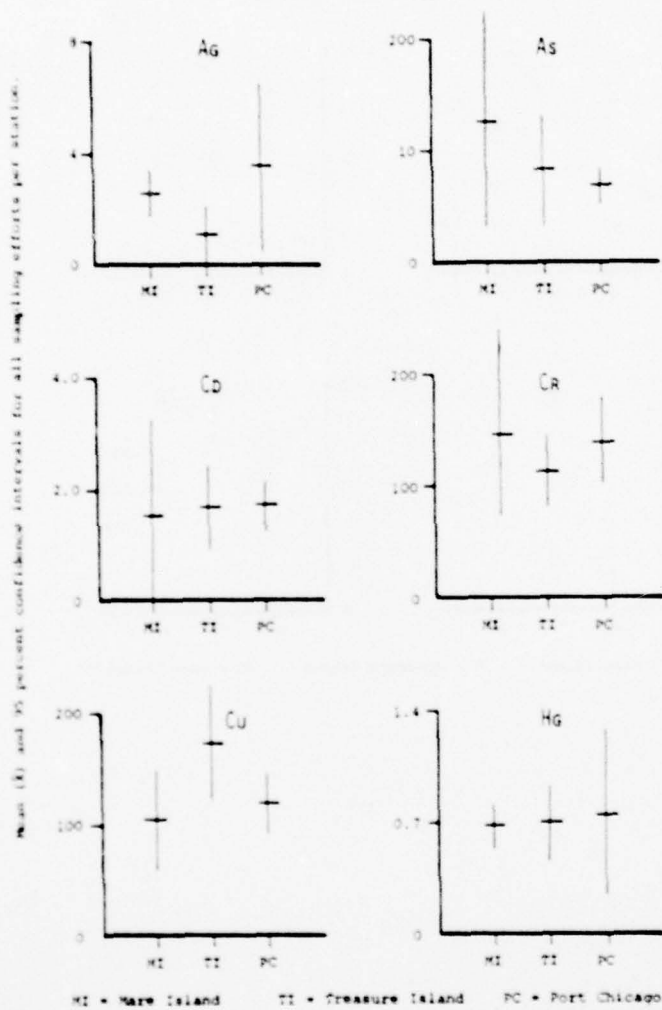 Mean (X̄) and 95 percent confidence intervals for all sampling efforts per station.
AG
8
4
0
MI TI PC
AS
200
10
0
MI TI PC
CD
4.0
2.0
0
MI TI PC
CR
200
100
0
MI TI PC
CU
200
100
0
MI TI PC
HG
1.4
0.7
0
MI TI PC
MI = Mare Island TI = Treasure Island PC = Port Chicago